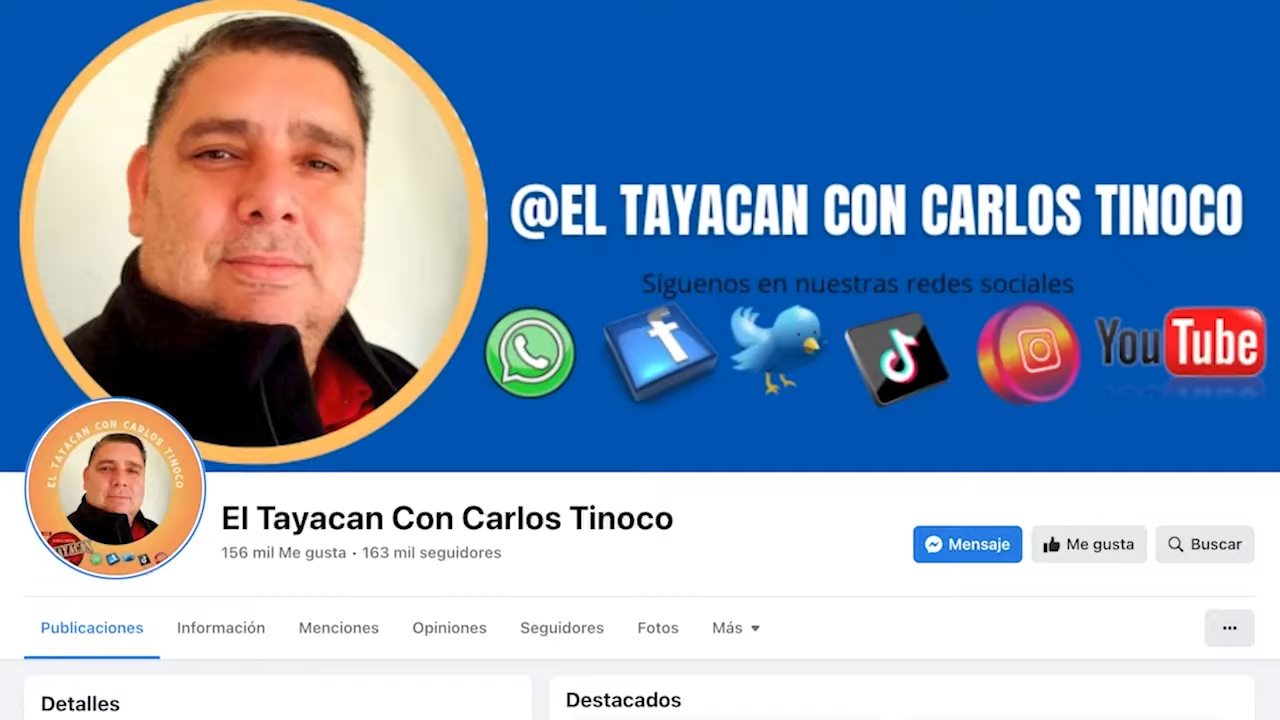 @EL TAYACAN CON CARLOS TINOCO
Síguenos en nuestras redes sociales
YouTube
EL TAYACAN CON CARLOS TINOCO
TAYACAN
El Tayacan Con Carlos Tinoco
156 mil Me gusta · 163 mil seguidores
Mensaje
Me gusta
Buscar
Publicaciones
Información
Menciones
Opiniones
Seguidores
Fotos
Más
Detalles
Destacados